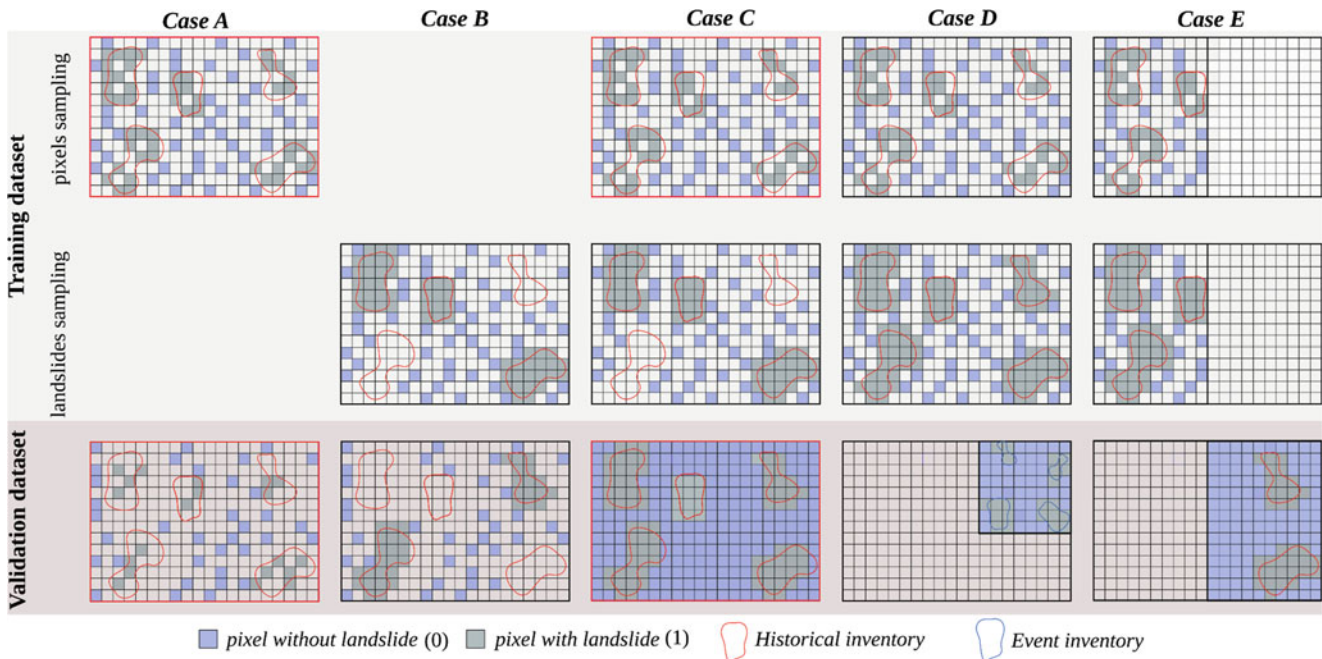 Case A
Case B
Case C
Case D
Case E
Training dataset
pixels sampling
landslides sampling
Validation dataset
pixel without landslide (0)
pixel with landslide (1)
Historical inventory
Event inventory